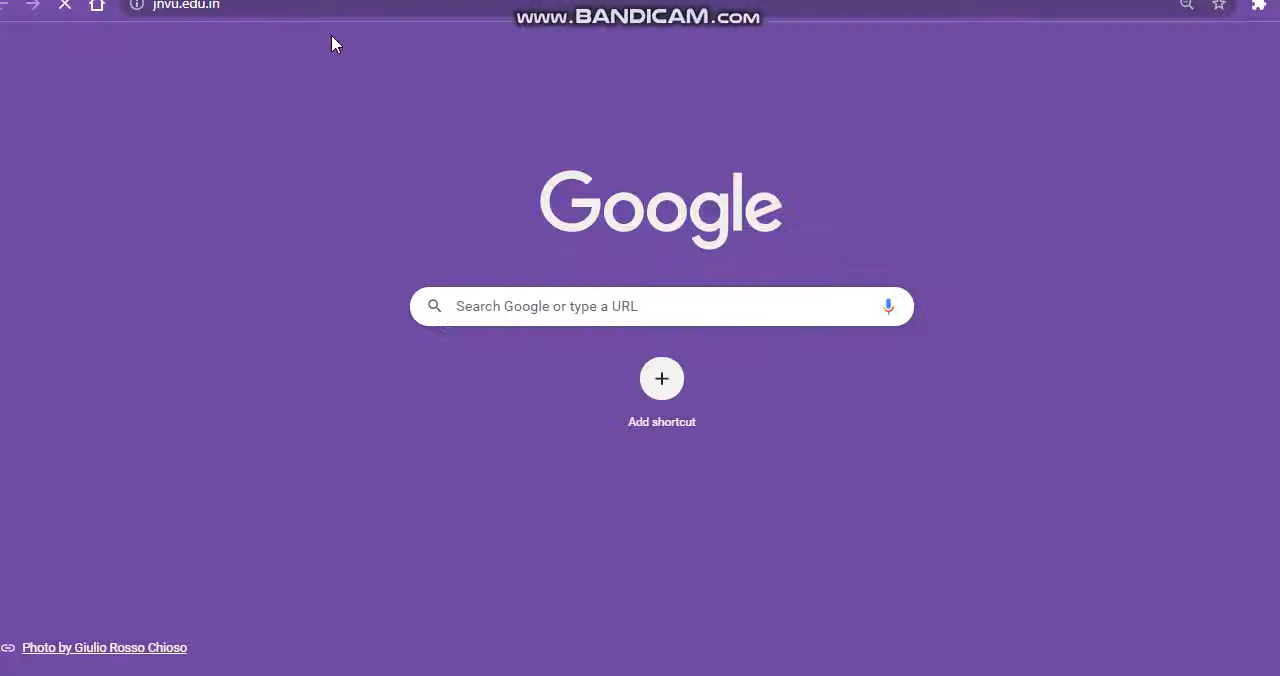 jnvu.edu.in
www.BANDICAM.com
Google
Search Google or type a URL
Add shortcut
Photo by Giulio Rosso Chioso